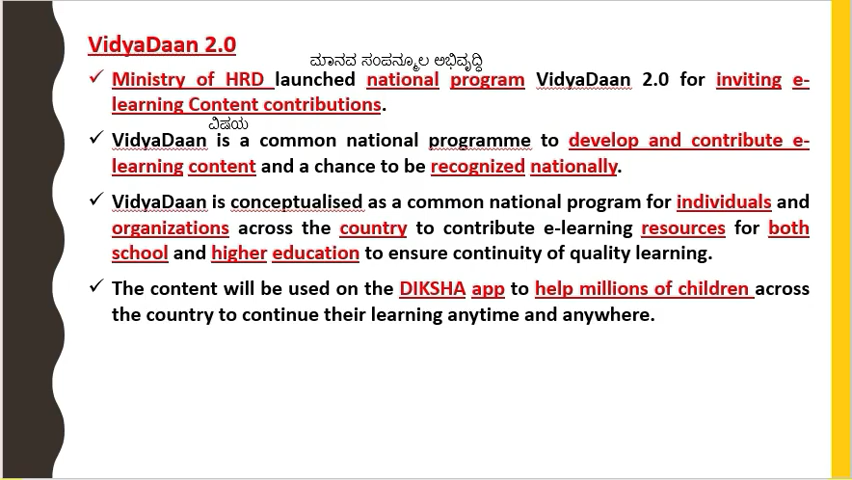 VidyaDaan 2.0
ಮಾನವ ಸಂಪನ್ಮೂಲ ಅಭಿವೃದ್ಧಿ
✓ Ministry of HRD launched national program VidyaDaan 2.0 for inviting e-
learning Content contributions.
ವಿಷಯ
✓ VidyaDaan is a common national programme to develop and contribute e-
learning content and a chance to be recognized nationally.
✓ VidyaDaan is conceptualised as a common national program for individuals and
organizations across the country to contribute e-learning resources for both
school and higher education to ensure continuity of quality learning.
✓ The content will be used on the DIKSHA app to help millions of children across
the country to continue their learning anytime and anywhere.